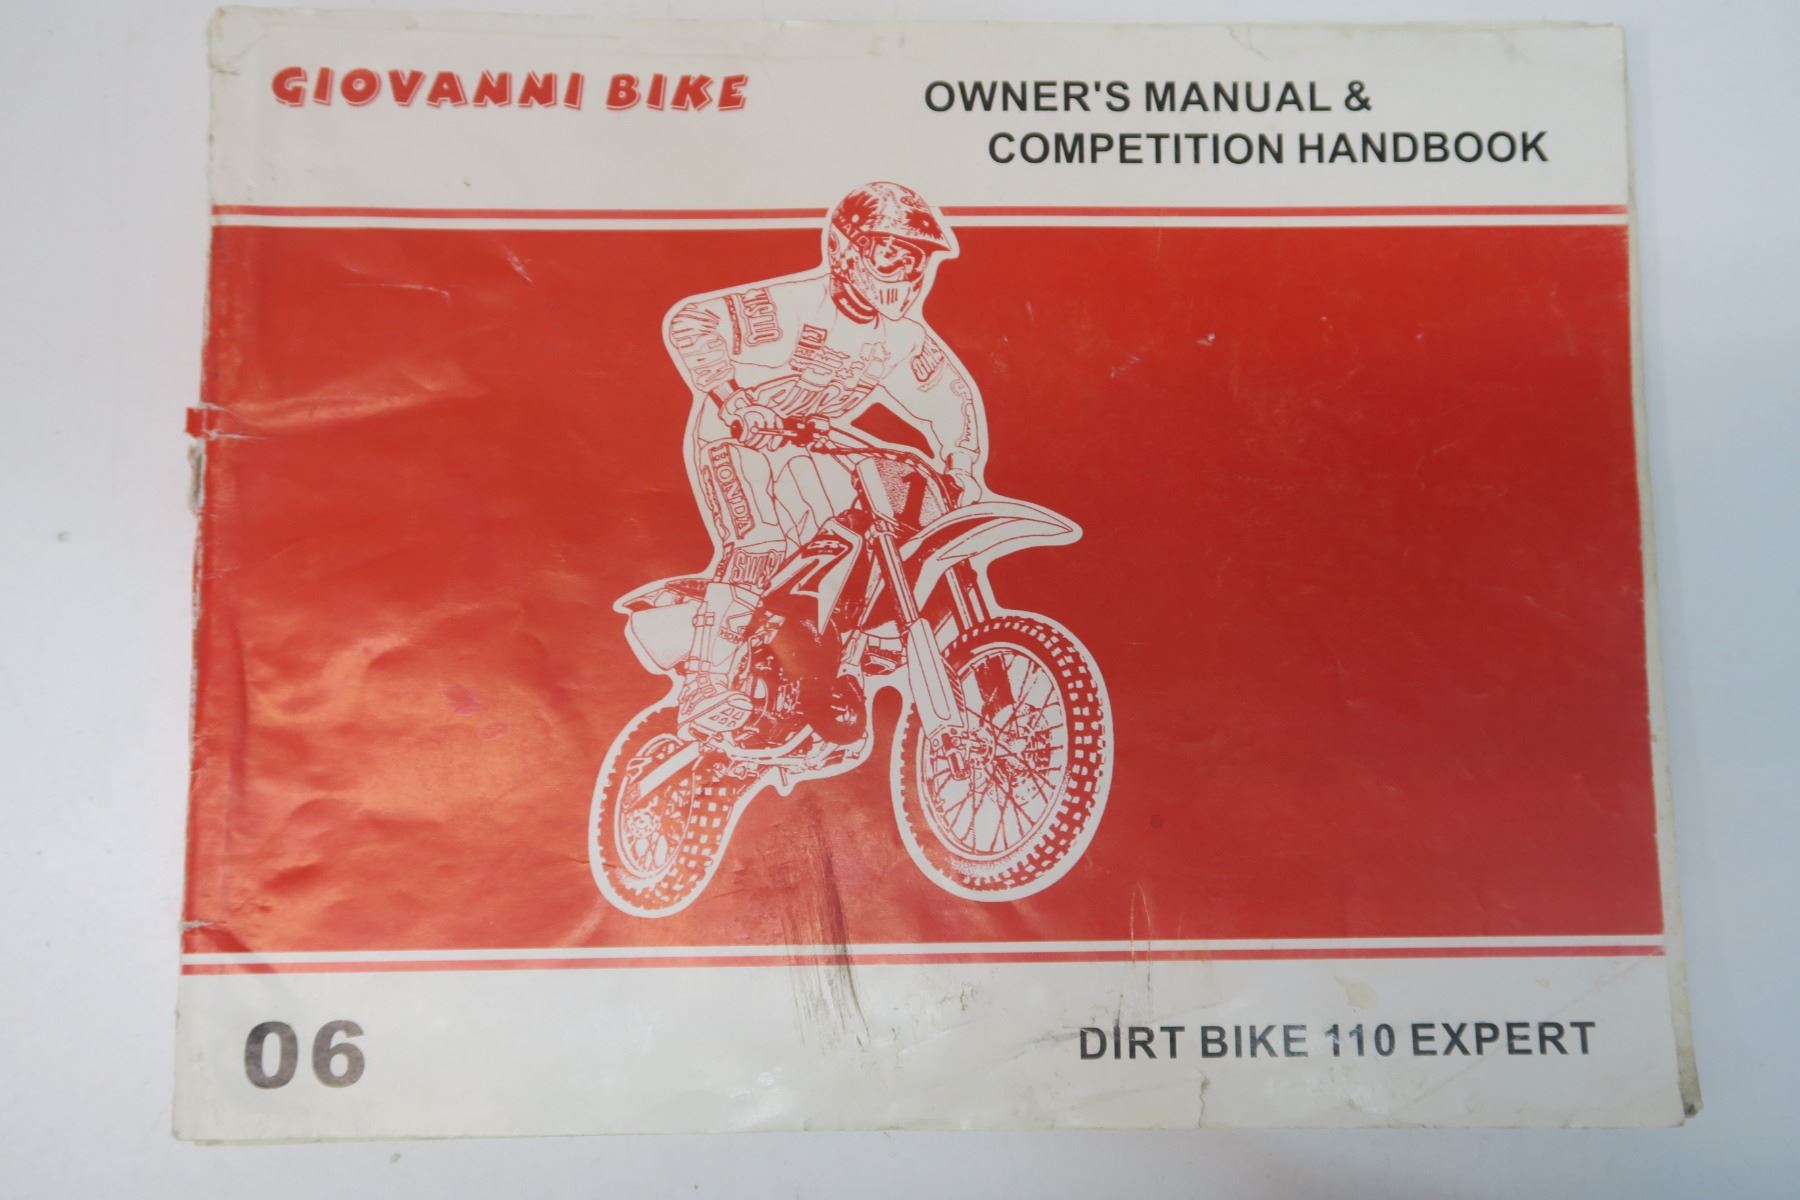 GIOVANNI BIKE
OWNER'S MANUAL &
COMPETITION HANDBOOK
HONDA
06
DIRT BIKE 110 EXPERT